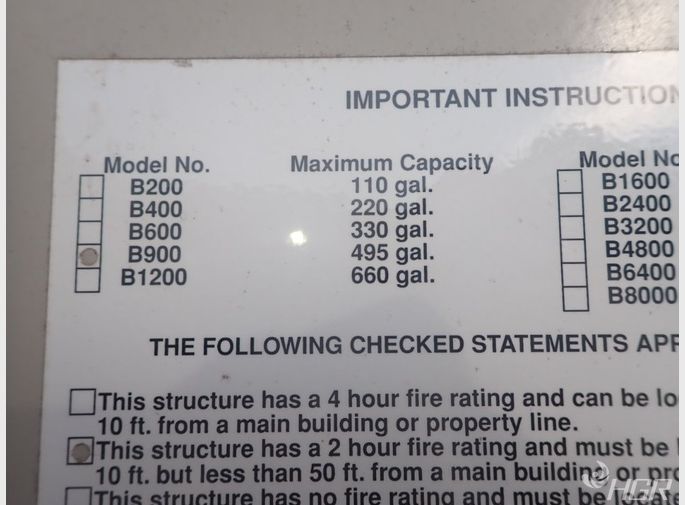 IMPORTANT INSTRUCTION
Model No. Maximum Capacity Model No
B200 110 gal. B1600
B400 220 gal. B2400
B600 330 gal. B3200
B900 495 gal. B4800
B1200 660 gal. B6400
B8000
THE FOLLOWING CHECKED STATEMENTS APP
This structure has a 4 hour fire rating and can be lo
10 ft. from a main building or property line.
This structure has a 2 hour fire rating and must be
10 ft. but less than 50 ft. from a main building or pro
This structure has no fire rating and must be locate
HGR